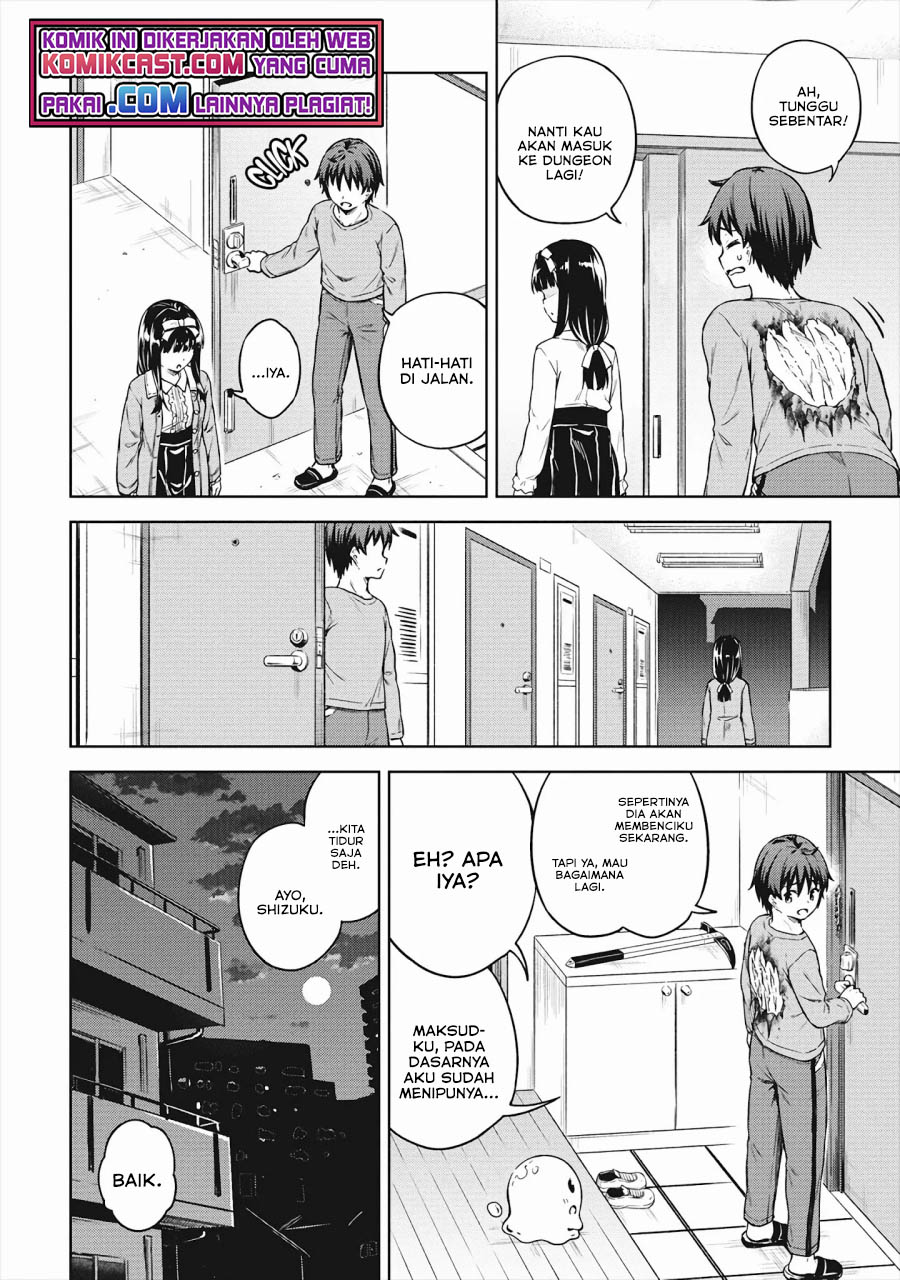 KOMIK INI DIKERJAKAN OLEH WEB
KOMIKCAST.COM YANG CUMA
PAKAI .COM LAINNYA PLAGIAT!
AH,
TUNGGU
SEBENTAR!
NANTI KAU
AKAN MASUK
KE DUNGEON
LAGI!
CLICK
HATI-HATI
DI JALAN.
...IYA.
SEPERTINYA
DIA AKAN
MEMBENCIKU
SEKARANG.
TAPI YA, MAU
BAGAIMANA
LAGI.
EH? APA
IYA?
MAKSUD-
KU, PADA
DASARNYA
AKU SUDAH
MENIPUNYA...
...KITA
TIDUR
SAJA
DEH.
AYO,
SHIZUKU.
BAIK.